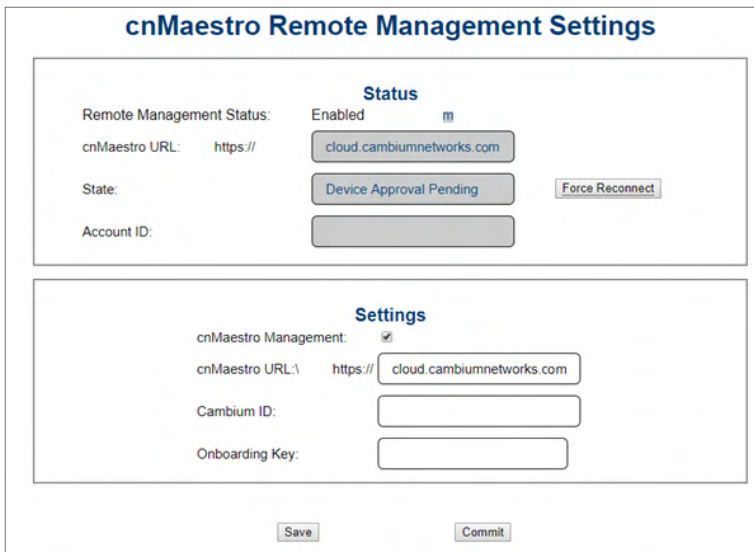 cnMaestro Remote Management Settings
Status
Remote Management Status: Enabled m
cnMaestro URL: https:// cloud.cambiumnetworks.com
State: Device Approval Pending Force Reconnect
Account ID:
Settings
cnMaestro Management:
cnMaestro URL:\ https:// cloud.cambiumnetworks.com
Cambium ID:
Onboarding Key:
Save Commit